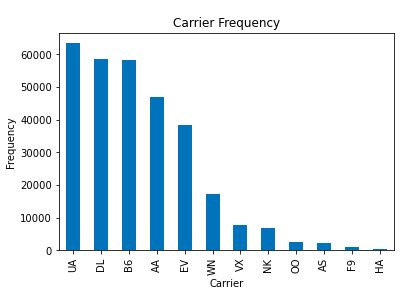 Carrier Frequency
Frequency
60000
50000
40000
30000
20000
10000
0
UA
DL
B6
AA
EV
WN
VX
NK
OO
AS
F9
HA
Carrier